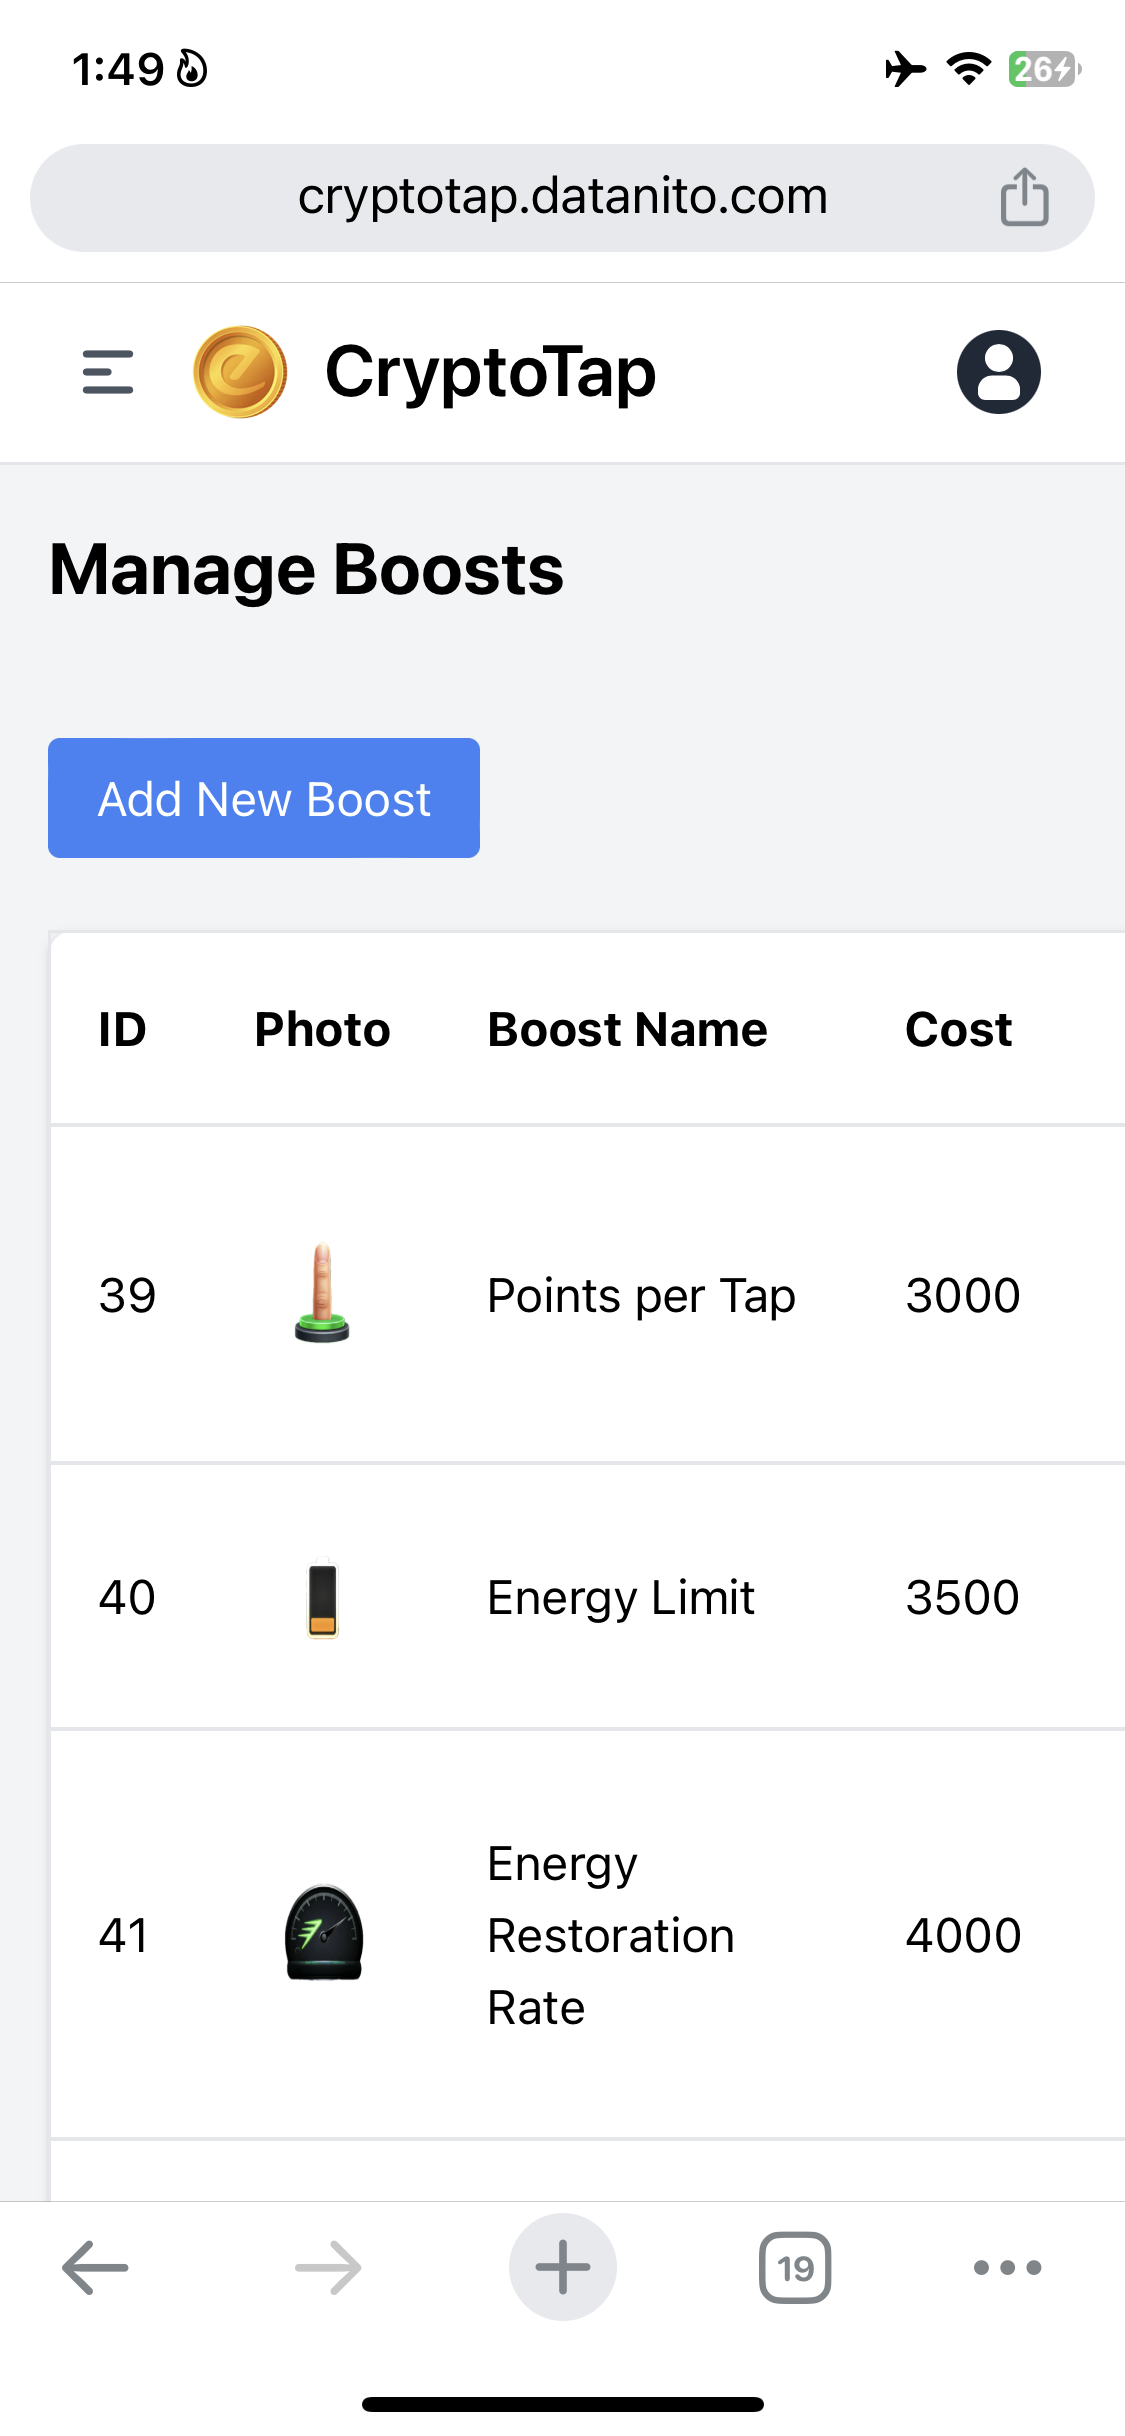 1:49
26
cryptotap.datanito.com
CryptoTap
Manage Boosts
Add New Boost
ID Photo Boost Name Cost
39 Points per Tap 3000
40 Energy Limit 3500
41 Energy Restoration Rate 4000
19